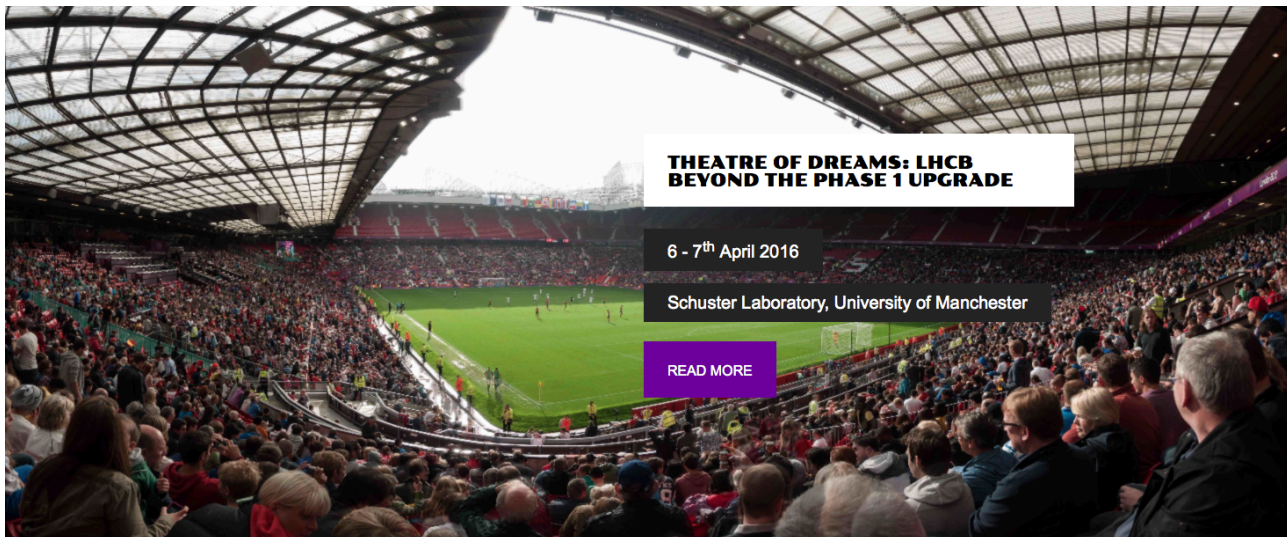 THEATRE OF DREAMS: LHCB
BEYOND THE PHASE 1 UPGRADE
6 - 7th April 2016
Schuster Laboratory, University of Manchester
READ MORE